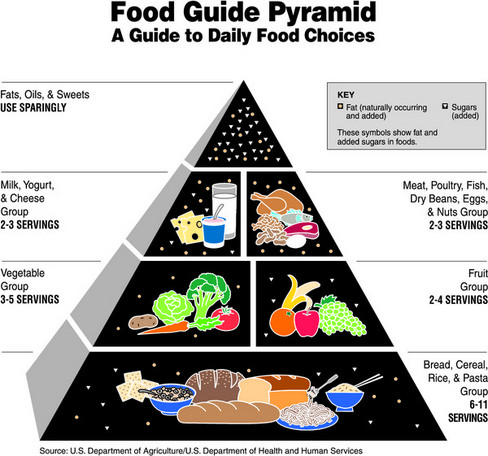 Food Guide Pyramid
A Guide to Daily Food Choices
Fats, Oils, & Sweets
USE SPARINGLY
KEY
Fat (naturally occurring
and added)
Sugars
(added)
These symbols show fat and
added sugars in foods.
Milk, Yogurt,
& Cheese
Group
2-3 SERVINGS
Meat, Poultry, Fish,
Dry Beans, Eggs,
& Nuts Group
2-3 SERVINGS
Vegetable
Group
3-5 SERVINGS
Fruit
Group
2-4 SERVINGS
Bread, Cereal,
Rice, & Pasta
Group
6-11
SERVINGS
Source: U.S. Department of Agriculture/U.S. Department of Health and Human Services